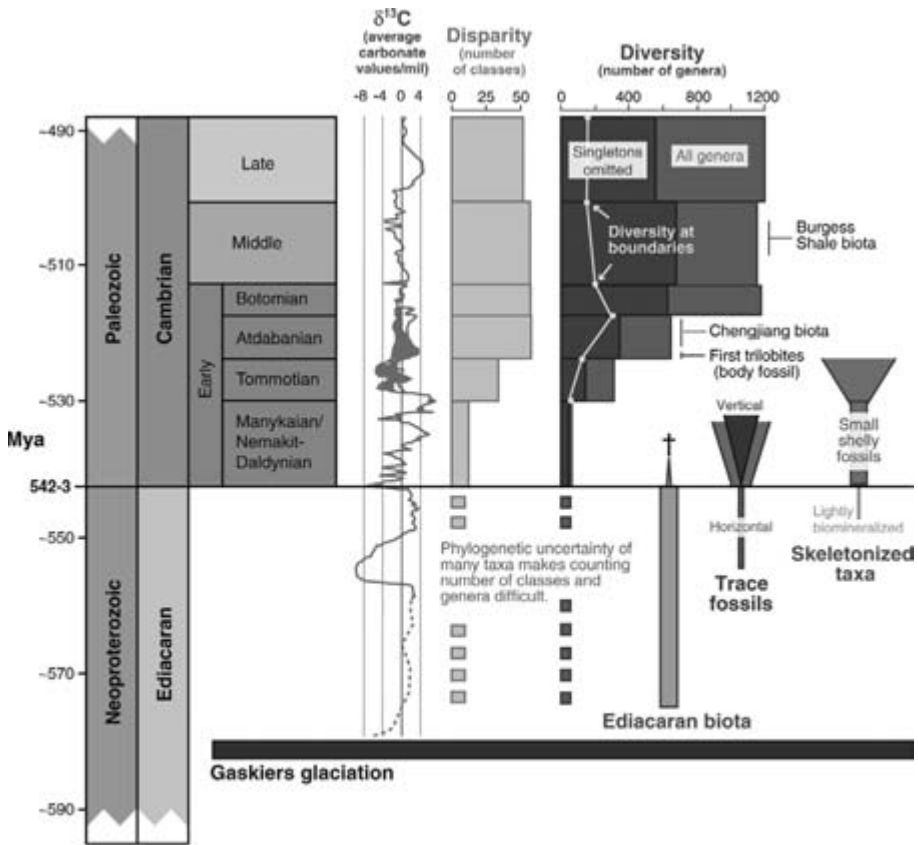 δ¹³C
(average
carbonate
values/mil)
-8 -4 0 4
Disparity
(number
of classes)
0 25 50
Diversity
(number of genera)
0 400 800 1200
~490
~510
~530
Mya
542-3
~550
~570
~590
Paleozoic
Neoproterozoic
Cambrian
Ediacaran
Late
Middle
Early
Botomian
Atdabanian
Tommotian
Manykaian/
Nemakit-
Daldynian
Singletons
omitted
All genera
Diversity at
boundaries
Burgess
Shale biota
Chengjiang biota
First trilobites
(body fossil)
Vertical
Horizontal
Trace
fossils
Small
shelly
fossils
Lightly
biomineralized
Skeletonized
taxa
Phylogenetic uncertainty of
many taxa makes counting
number of classes and
genera difficult.
Ediacaran biota
Gaskiers glaciation